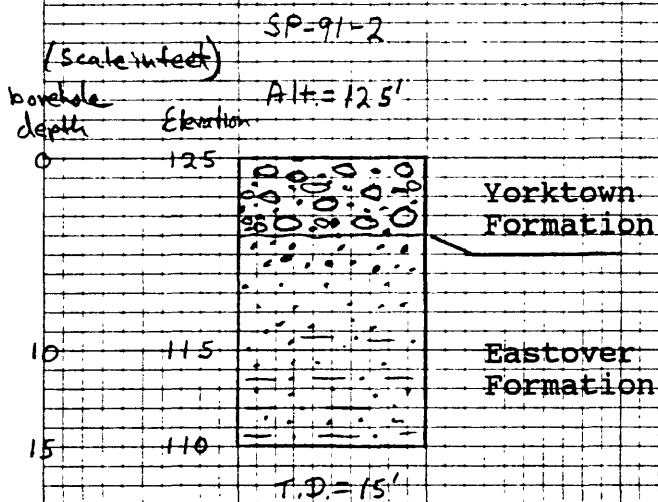 SP-91-2
(Scale in feet)
Alt. = 125'
borehole depth
Elevation
0 125
Yorktown
Formation
10 115
Eastover
Formation
15 110
T.D. = 15'